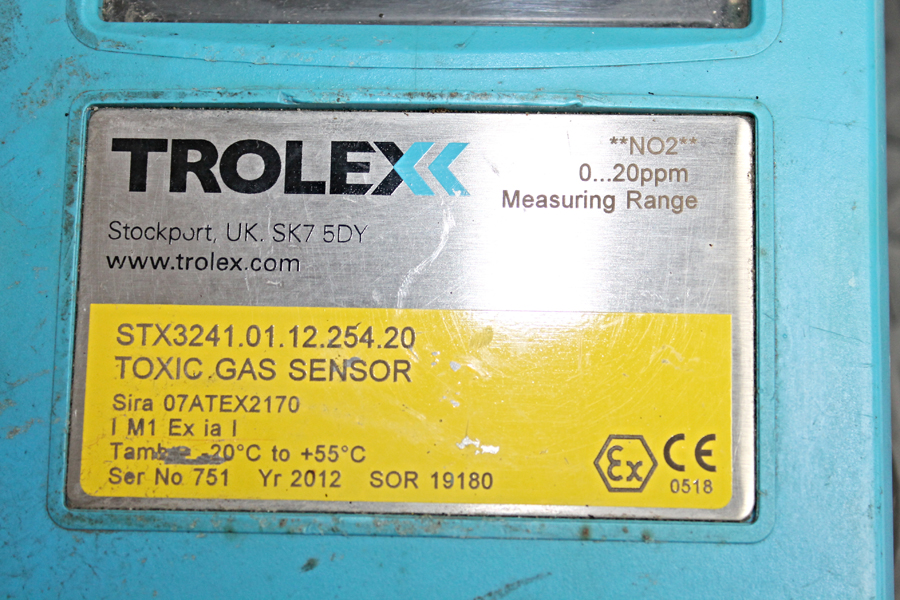 TROLEX
**NO2**
0...20ppm
Measuring Range
Stockport, UK. SK7 5DY
www.trolex.com
STX3241.01.12.254.20
TOXIC GAS SENSOR
Sira 07ATEX2170
I M1 Ex ia I
-20°C to +55°C
Ser No 751 Yr 2012 SOR 19180
Ex CE
0518